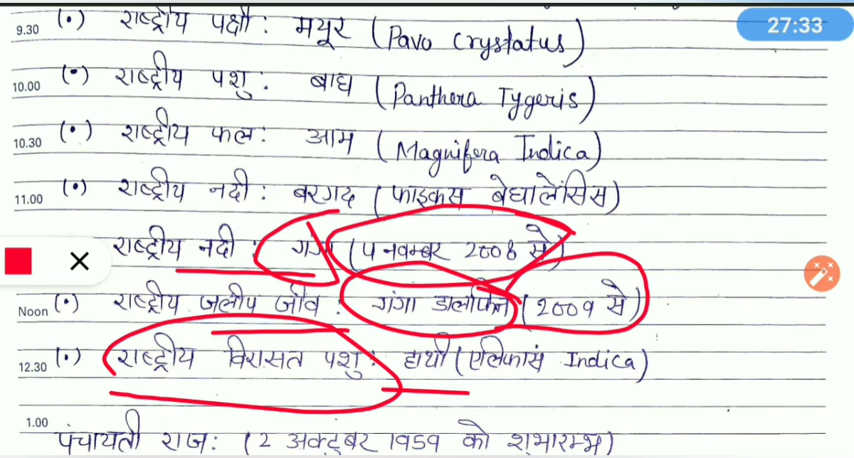 27:33
9.30 (•) राष्ट्रीय पक्षी : मयूर (Pavo Crystatus)
10.00 (•) राष्ट्रीय पशु : बाघ (Panthera Tygeris)
10.30 (•) राष्ट्रीय फल : आम (Magnifera Indica)
11.00 (•) राष्ट्रीय नदी : बरगद (फाइकस बेंघालेंसिस)
राष्ट्रीय नदी : गंगा (4 नवम्बर 2008 से)
Noon (•) राष्ट्रीय जलीय जीव : गंगा डॉल्फिन (2009 से)
12.30 (•) राष्ट्रीय विरासत पशु : हाथी (एलिफास Indica)
1.00
पंचायती राज : (2 अक्टूबर 1959 को शुभारम्भ)